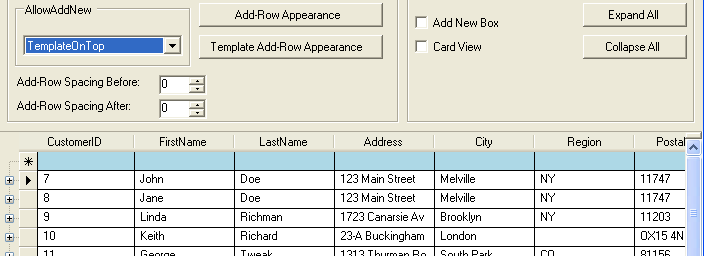 AllowAddNew
TemplateOnTop
Add-Row Appearance
Template Add-Row Appearance
Add-Row Spacing Before: 0
Add-Row Spacing After: 0
Add New Box
Card View
Expand All
Collapse All
CustomerID FirstName LastName Address City Region Postal
7 John Doe 123 Main Street Melville NY 11747
8 Jane Doe 123 Main Street Melville NY 11747
9 Linda Richman 1723 Canarsie Av Brooklyn NY 11203
10 Keith Richard 23-A Buckingham London OX15 4N
11 George Tweak 1313 Thurman Ro South Park CO 81156